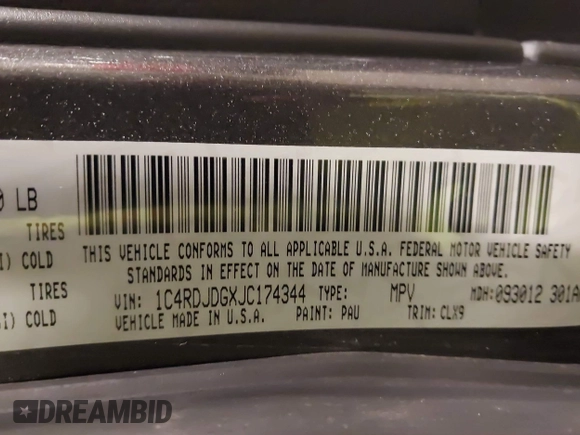 0 LB
TIRES
I) COLD
TIRES
SI) COLD
THIS VEHICLE CONFORMS TO ALL APPLICABLE U.S.A. FEDERAL MOTOR VEHICLE SAFETY
STANDARDS IN EFFECT ON THE DATE OF MANUFACTURE SHOWN ABOVE.
VIN: 1C4RDJDGXJC174344 TYPE: MPV MDH:093012 301A
VEHICLE MADE IN U.S.A. PAINT: PAU TRIM: CLX9
DREAMBID